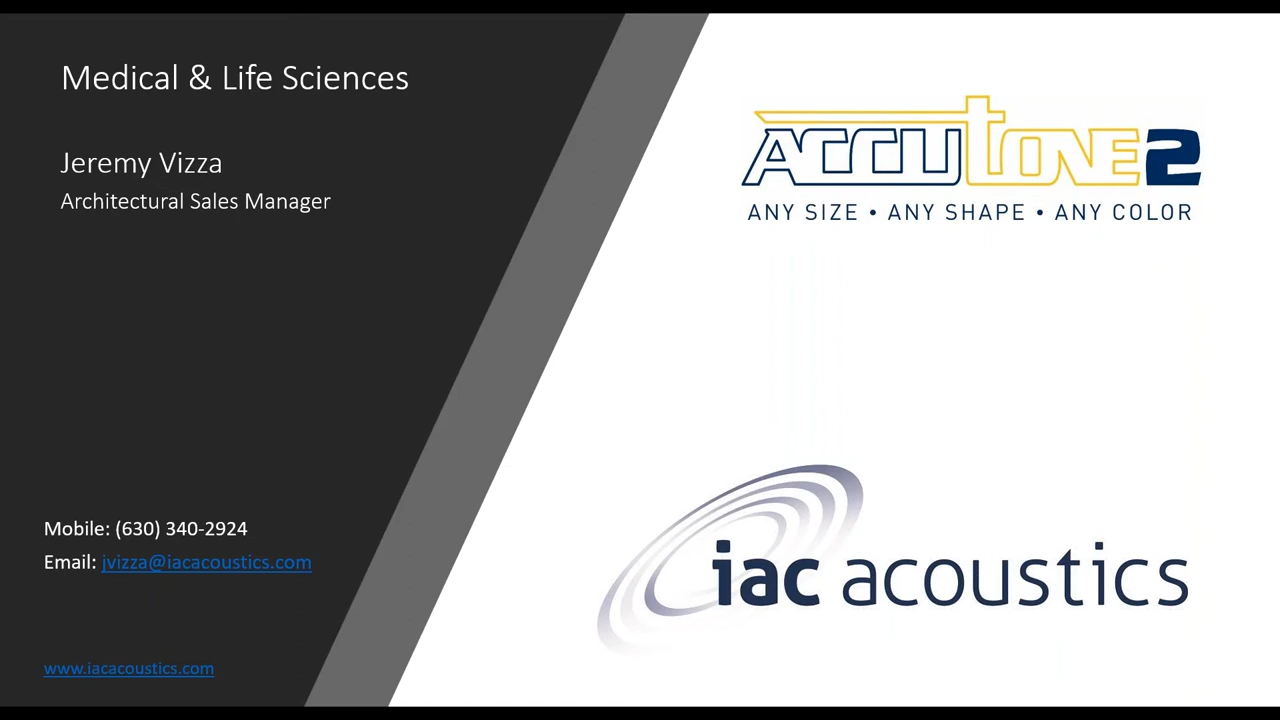 Medical & Life Sciences
Jeremy Vizza
Architectural Sales Manager
Mobile: (630) 340-2924
Email: jvizza@iacacoustics.com
www.iacacoustics.com
ACCUtONE2
ANY SIZE • ANY SHAPE • ANY COLOR
iac acoustics